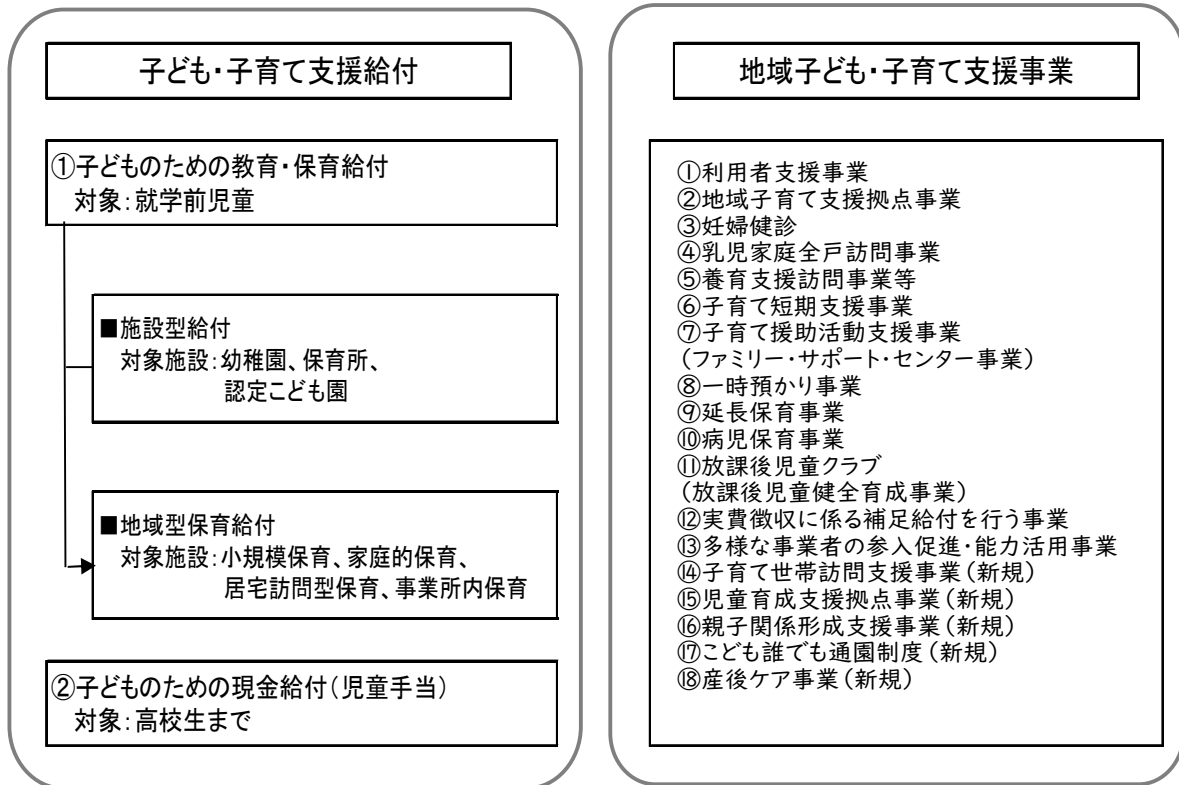 子ども・子育て支援給付
①子どものための教育・保育給付
対象：就学前児童
■施設型給付
対象施設：幼稚園、保育所、
認定こども園
■地域型保育給付
対象施設：小規模保育、家庭的保育、
居宅訪問型保育、事業所内保育
②子どものための現金給付（児童手当）
対象：高校生まで
地域子ども・子育て支援事業
①利用者支援事業
②地域子育て支援拠点事業
③妊婦健診
④乳児家庭全戸訪問事業
⑤養育支援訪問事業等
⑥子育て短期支援事業
⑦子育て援助活動支援事業
（ファミリー・サポート・センター事業）
⑧一時預かり事業
⑨延長保育事業
⑩病児保育事業
⑪放課後児童クラブ
（放課後児童健全育成事業）
⑫実費徴収に係る補足給付を行う事業
⑬多様な事業者の参入促進・能力活用事業
⑭子育て世帯訪問支援事業（新規）
⑮児童育成支援拠点事業（新規）
⑯親子関係形成支援事業（新規）
⑰こども誰でも通園制度（新規）
⑱産後ケア事業（新規）